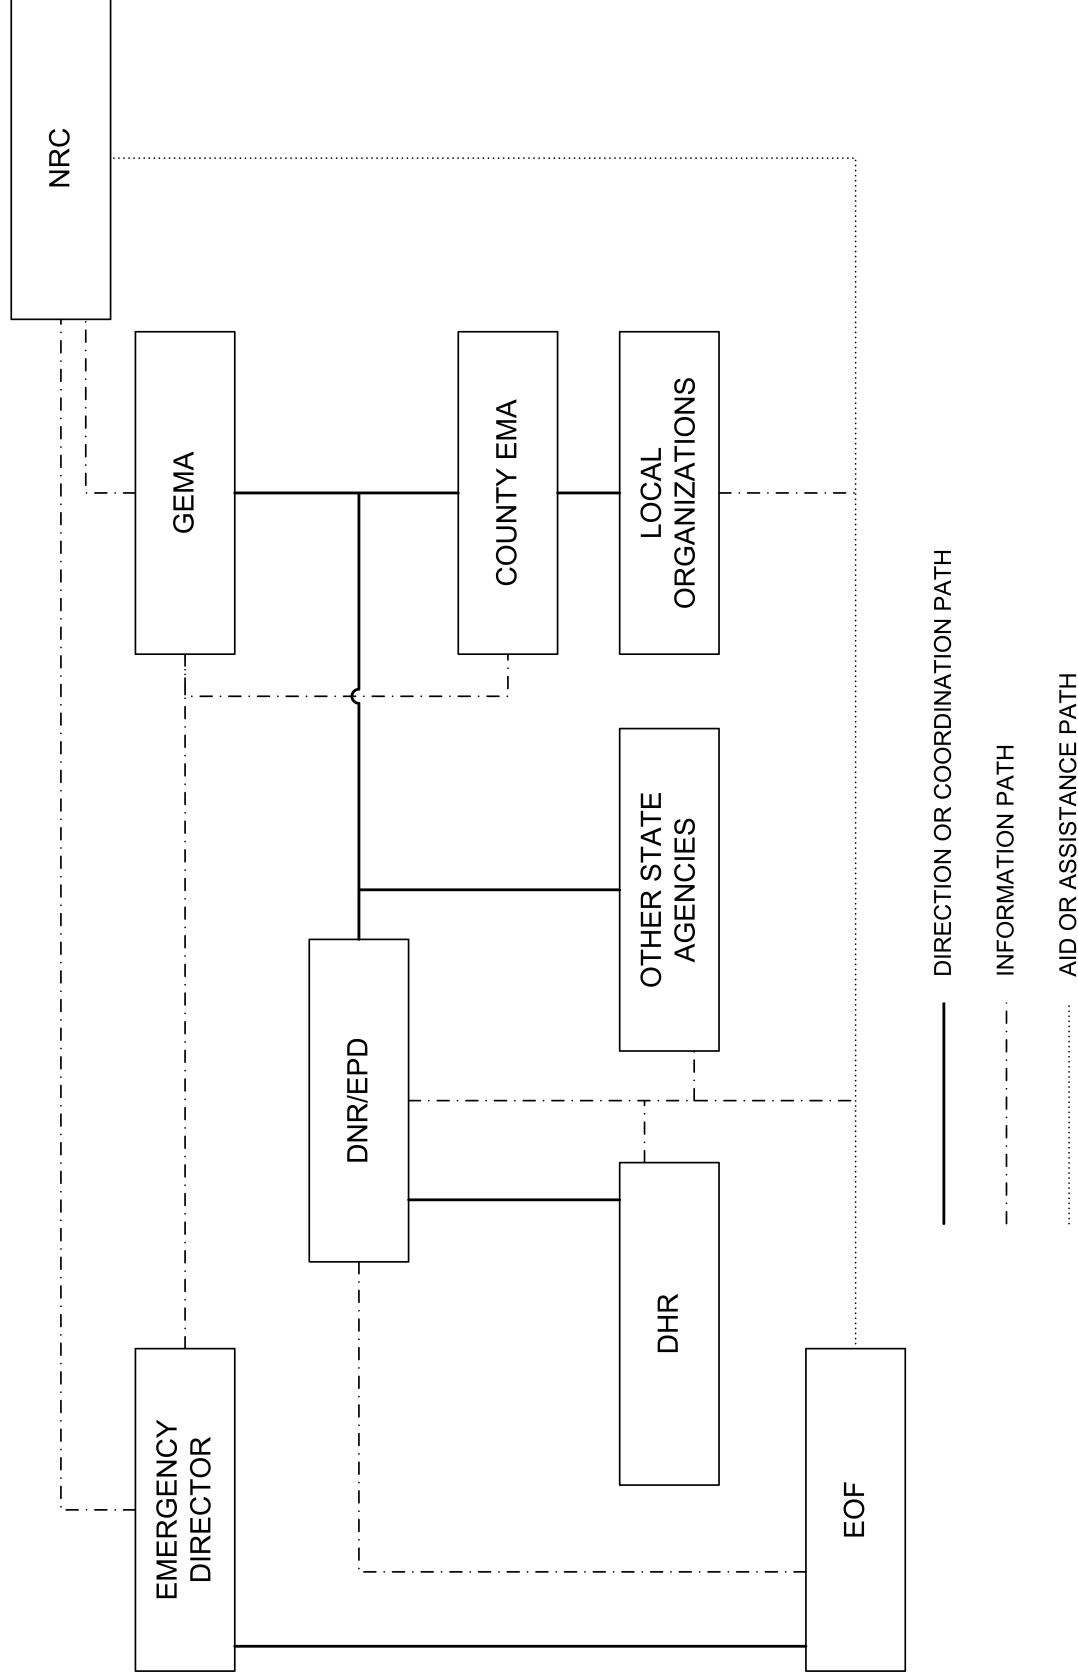 EMERGENCY
DIRECTOR
GEMA
NRC
DNR/EPD
COUNTY EMA
DHR
OTHER STATE
AGENCIES
LOCAL
ORGANIZATIONS
EOF
DIRECTION OR COORDINATION PATH
INFORMATION PATH
AID OR ASSISTANCE PATH